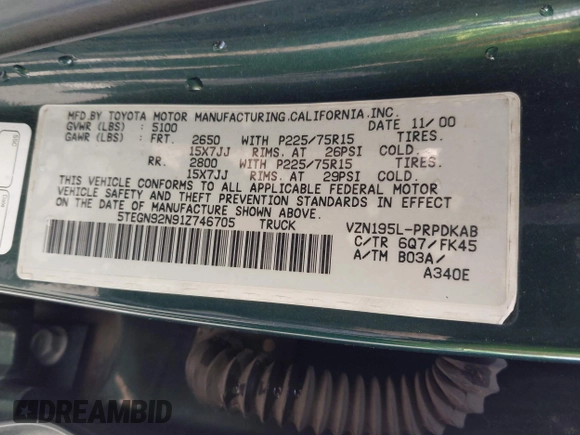 MFD.BY TOYOTA MOTOR MANUFACTURING.CALIFORNIA.INC.
GVWR (LBS) : 5100 DATE 11/00
GAWR (LBS) : FRT. 2650 WITH P225/75R15 TIRES.
15X7JJ RIMS. AT 26PSI COLD.
RR. 2800 WITH P225/75R15 TIRES.
15X7JJ RIMS. AT 29PSI COLD.
THIS VEHICLE CONFORMS TO ALL APPLICABLE FEDERAL MOTOR
VEHICLE SAFETY AND THEFT PREVENTION STANDARDS IN EFFECT
ON THE DATE OF MANUFACTURE SHOWN ABOVE.
5TEGN92N91Z746705 TRUCK VZN195L-PRPDKAB
C/TR 6Q7/FK45
A/TM B03A/
A340E
DREAMBID